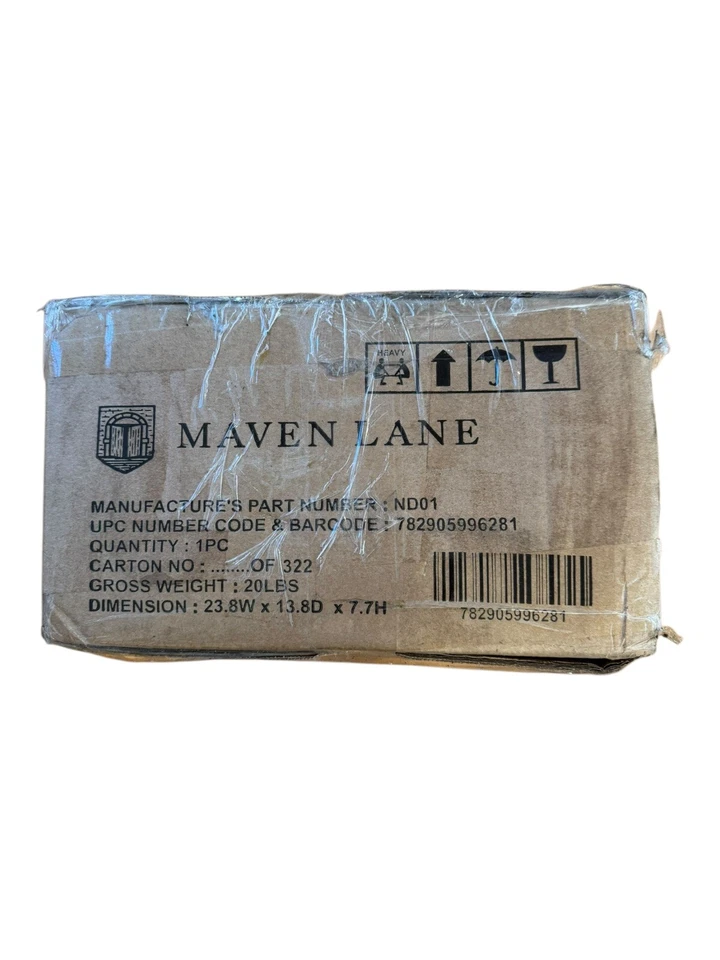 HEAVY
MAVEN LANE
MANUFACTURE'S PART NUMBER : ND01
UPC NUMBER CODE & BARCODE : 782905996281
QUANTITY : 1PC
CARTON NO : ........OF 322
GROSS WEIGHT : 20LBS
DIMENSION : 23.8W x 13.8D x 7.7H
782905996281